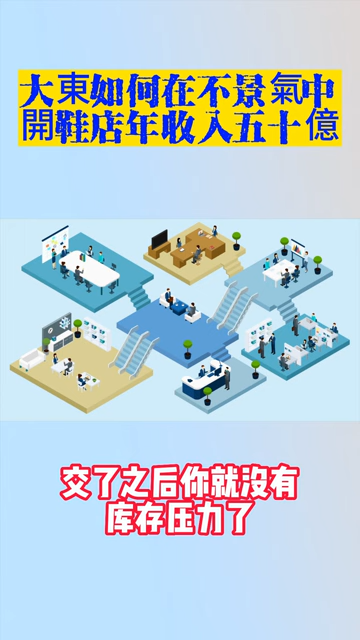 大東如何在不景氣中
開鞋店年收入五十億
交了之后你就没有
库存压力了